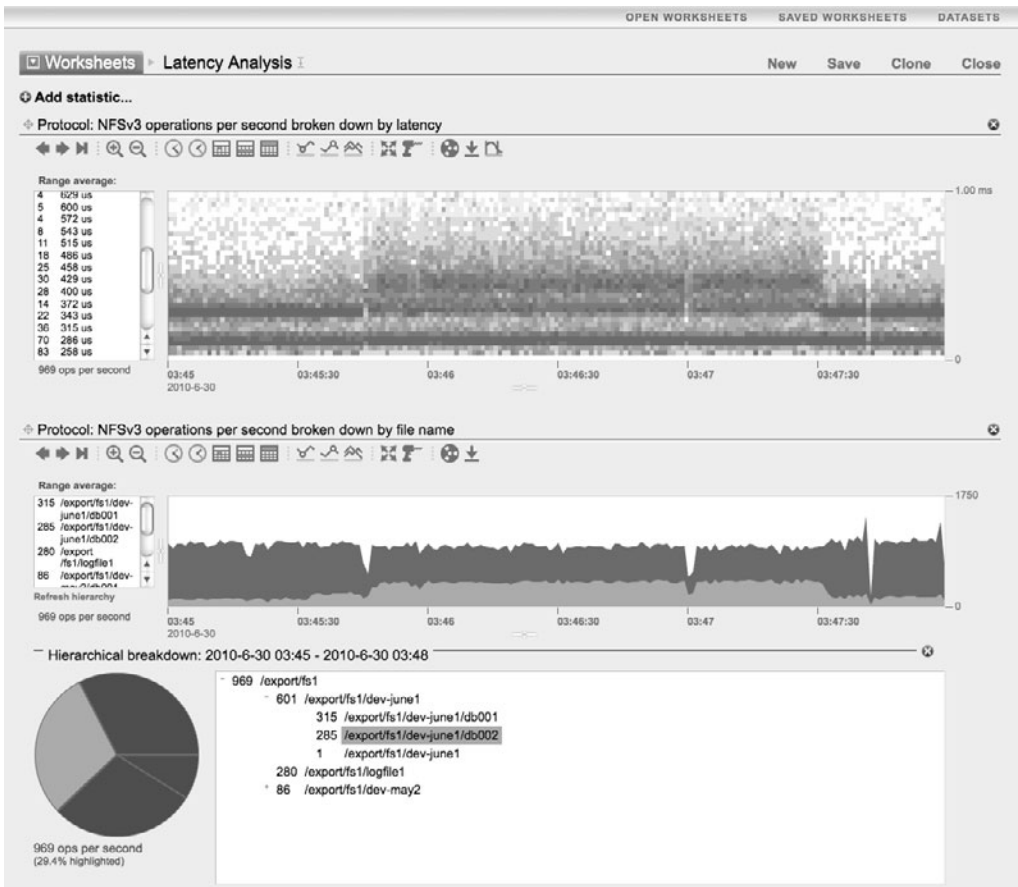 OPEN WORKSHEETS SAVED WORKSHEETS DATASETS
Worksheets Latency Analysis
New Save Clone Close
Add statistic...
Protocol: NFSv3 operations per second broken down by latency
Range average:
4 629 us
5 600 us
4 572 us
8 543 us
11 515 us
18 486 us
25 458 us
30 429 us
28 400 us
14 372 us
22 343 us
36 315 us
70 286 us
83 258 us
969 ops per second
1.00 ms
0
03:45 03:45:30 03:46 03:46:30 03:47 03:47:30
2010-6-30
Protocol: NFSv3 operations per second broken down by file name
Range average:
315 /export/fs1/dev-
june1/db001
285 /export/fs1/dev-
june1/db002
280 /export
/fs1/logfile1
86 /export/fs1/dev-
Refresh hierarchy
969 ops per second
1750
0
03:45 03:45:30 03:46 03:46:30 03:47 03:47:30
2010-6-30
Hierarchical breakdown: 2010-6-30 03:45 - 2010-6-30 03:48
969 /export/fs1
601 /export/fs1/dev-june1
315 /export/fs1/dev-june1/db001
285 /export/fs1/dev-june1/db002
1 /export/fs1/dev-june1
280 /export/fs1/logfile1
86 /export/fs1/dev-may2
969 ops per second
(29.4% highlighted)